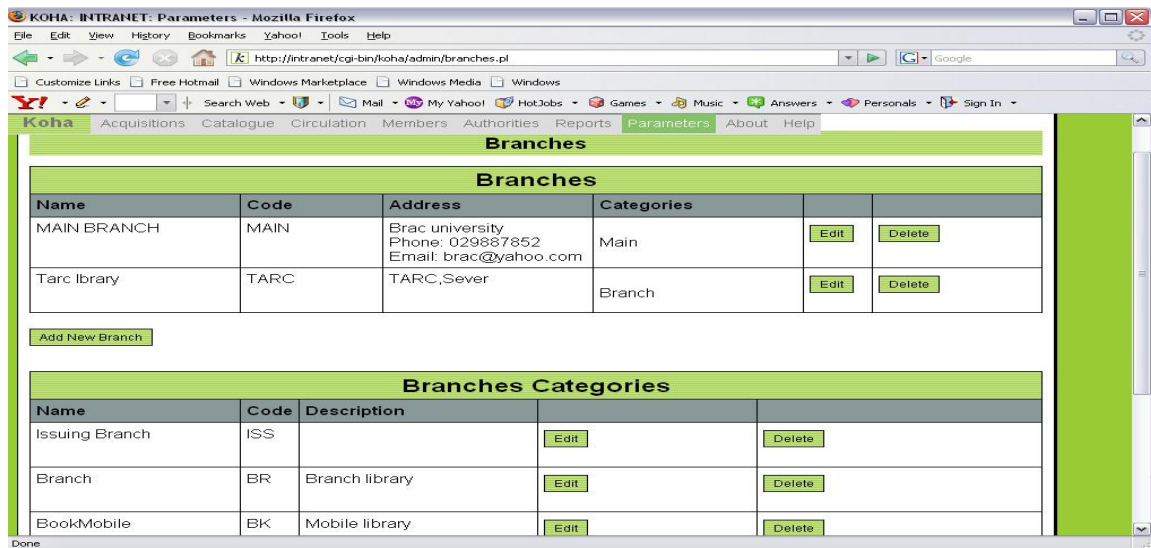 KOHA: INTRANET: Parameters - Mozilla Firefox
File Edit View History Bookmarks Yahoo! Tools Help
http://intranet/cgi-bin/koha/admin/branches.pl Google
Customize Links Free Hotmail Windows Marketplace Windows Media Windows
Y! Search Web Mail My My Yahoo! HotJobs Games Music Answers Personals Sign In
Koha Acquisitions Catalogue Circulation Members Authorities Reports Parameters About Help
Branches
Branches
Name Code Address Categories
MAIN BRANCH MAIN Brac university
Phone: 029887852
Email: brac@yahoo.com Main Edit Delete
Tarc lbrary TARC TARC,Sever Branch Edit Delete
Add New Branch
Branches Categories
Name Code Description
Issuing Branch ISS Edit Delete
Branch BR Branch library Edit Delete
BookMobile BK Mobile library Edit Delete
Done